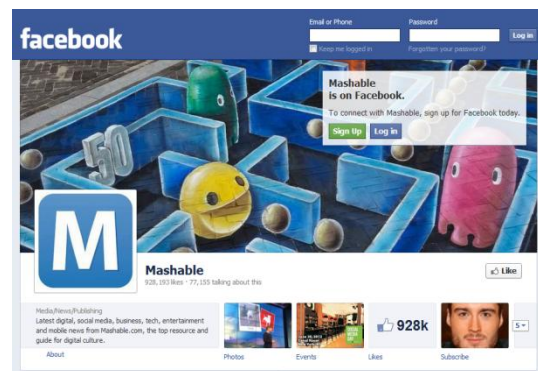 facebook
Email or Phone
Password
Log in
Keep me logged in
Forgotten your password?
Mashable
is on Facebook.
To connect with Mashable, sign up for Facebook today.
Sign Up
Log in
50
M
Mashable
928,193 likes · 77,155 talking about this
Like
Media/News/Publishing
Latest digital, social media, business, tech, entertainment
and mobile news from Mashable.com, the top resource and
guide for digital culture.
About
928k
5
Photos
Events
Likes
Subscribe